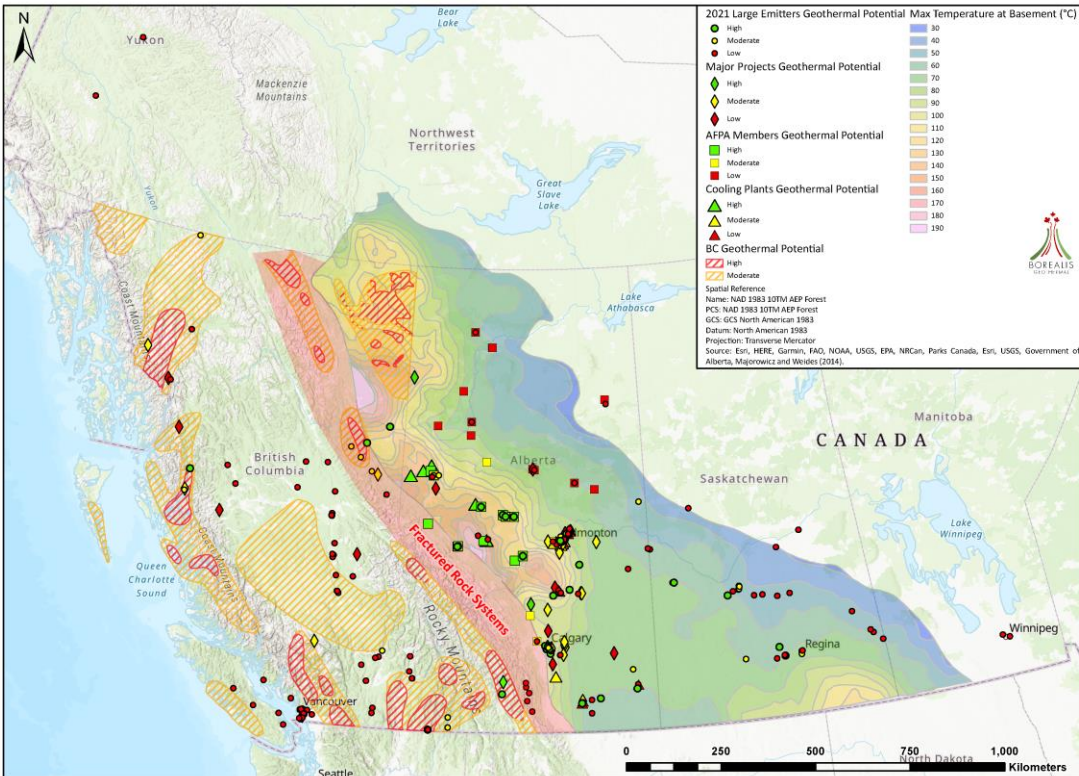 N
Yukon
Bear
Lake
Mackenzie
Mountains
Northwest
Territories
Great
Slave
Lake
Yukon
Coast Mountains
Lake
Athabasca
British
Columbia
Alberta
Saskatchewan
Manitoba
CANADA
Lake
Winnipeg
Edmonton
Queen
Charlotte
Sound
Fractured Rock Systems
Rocky Mountains
Calgary
Regina
Winnipeg
Vancouver
Seattle
North Dakota
2021 Large Emitters Geothermal Potential
High
Moderate
Low
Major Projects Geothermal Potential
High
Moderate
Low
AFPA Members Geothermal Potential
High
Moderate
Low
Cooling Plants Geothermal Potential
High
Moderate
Low
BC Geothermal Potential
High
Moderate
Spatial Reference
Name: NAD 1983 10TM AEP Forest
PCS: NAD 1983 10TM AEP Forest
GCS: GCS North American 1983
Datum: North American 1983
Projection: Transverse Mercator
Source: Esri, HERE, Garmin, FAO, NOAA, USGS, EPA, NRCan, Parks Canada, Esri, USGS, Government of
Alberta, Majorowicz and Weides (2014).
Max Temperature at Basement (°C)
30
40
50
60
70
80
90
100
110
120
130
140
150
160
170
180
190
BOREALIS
GEOTHERMAL
0 250 500 750 1,000
Kilometers